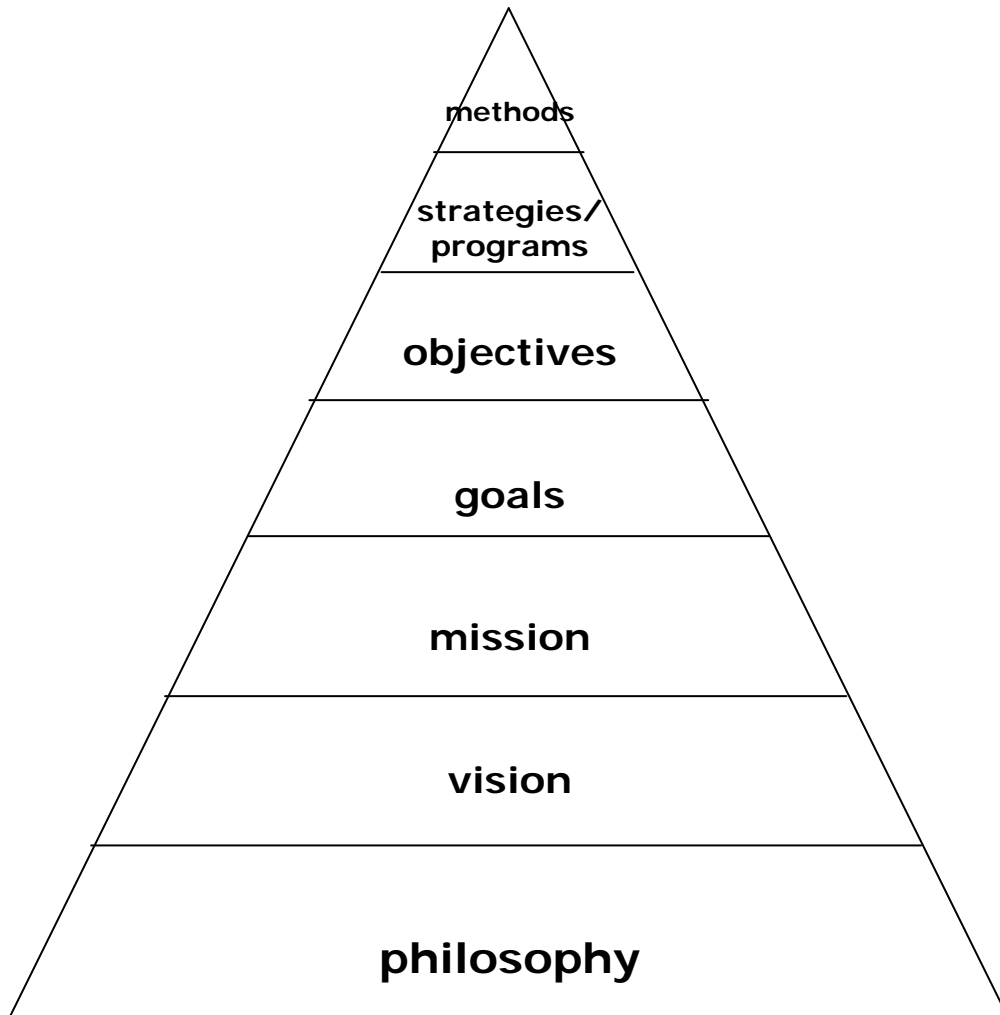 methods
strategies/
programs
objectives
goals
mission
vision
philosophy